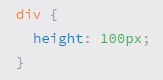 div {
  height: 100px;
}